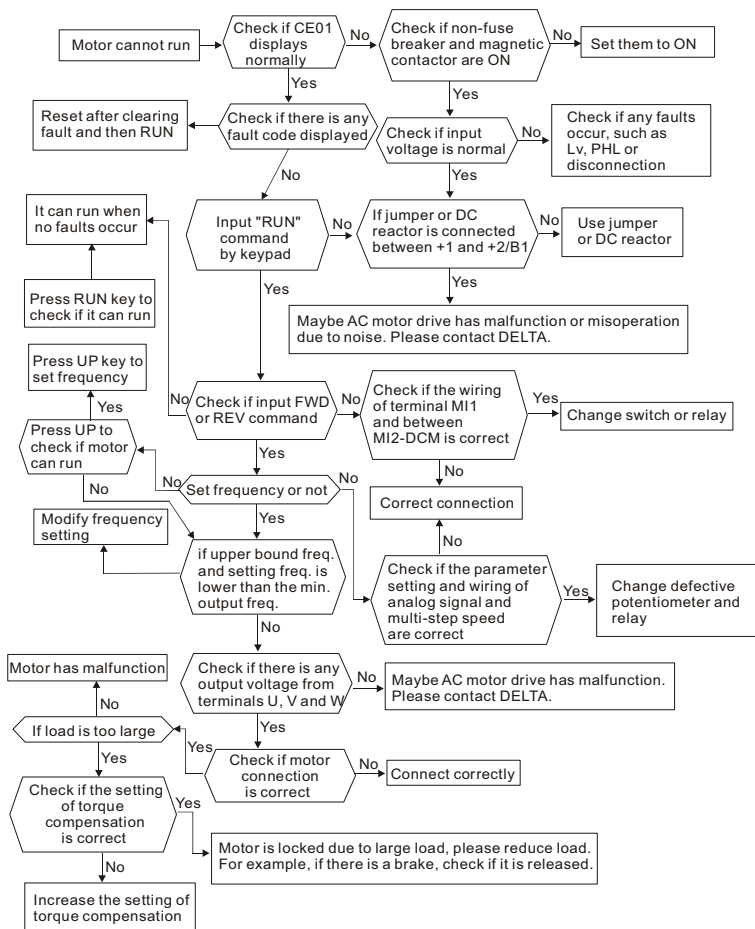 Motor cannot run
Check if CE01
displays
normally
No
Check if non-fuse
breaker and magnetic
contactor are ON
No
Set them to ON
Yes
Yes
Reset after clearing
fault and then RUN
Check if there is any
fault code displayed
Check if input
voltage is normal
No
Check if any faults
occur, such as
Lv, PHL or
disconnection
No
Yes
It can run when
no faults occur
Input "RUN"
command
by keypad
No
If jumper or DC
reactor is connected
between +1 and +2/B1
No
Use jumper
or DC reactor
Press RUN key to
check if it can run
Yes
Yes
Maybe AC motor drive has malfunction or misoperation
due to noise. Please contact DELTA.
Press UP key to
set frequency
No
Check if input FWD
or REV command
No
Check if the wiring
of terminal MI1
and between
MI2-DCM is correct
Yes
Change switch or relay
Yes
Press UP to
check if motor
can run
Yes
No
No
Set frequency or not
No
Correct connection
No
Yes
No
Modify frequency
setting
if upper bound freq.
and setting freq. is
lower than the min.
output freq.
Check if the parameter
setting and wiring of
analog signal and
multi-step speed
are correct
Yes
Change defective
potentiometer and
relay
No
Motor has malfunction
Check if there is any
output voltage from
terminals U, V and W
No
Maybe AC motor drive has malfunction.
Please contact DELTA.
No
Yes
If load is too large
Yes
Check if motor
connection
is correct
No
Connect correctly
Yes
Check if the setting
of torque
compensation
is correct
Yes
Motor is locked due to large load, please reduce load.
For example, if there is a brake, check if it is released.
No
Increase the setting of
torque compensation